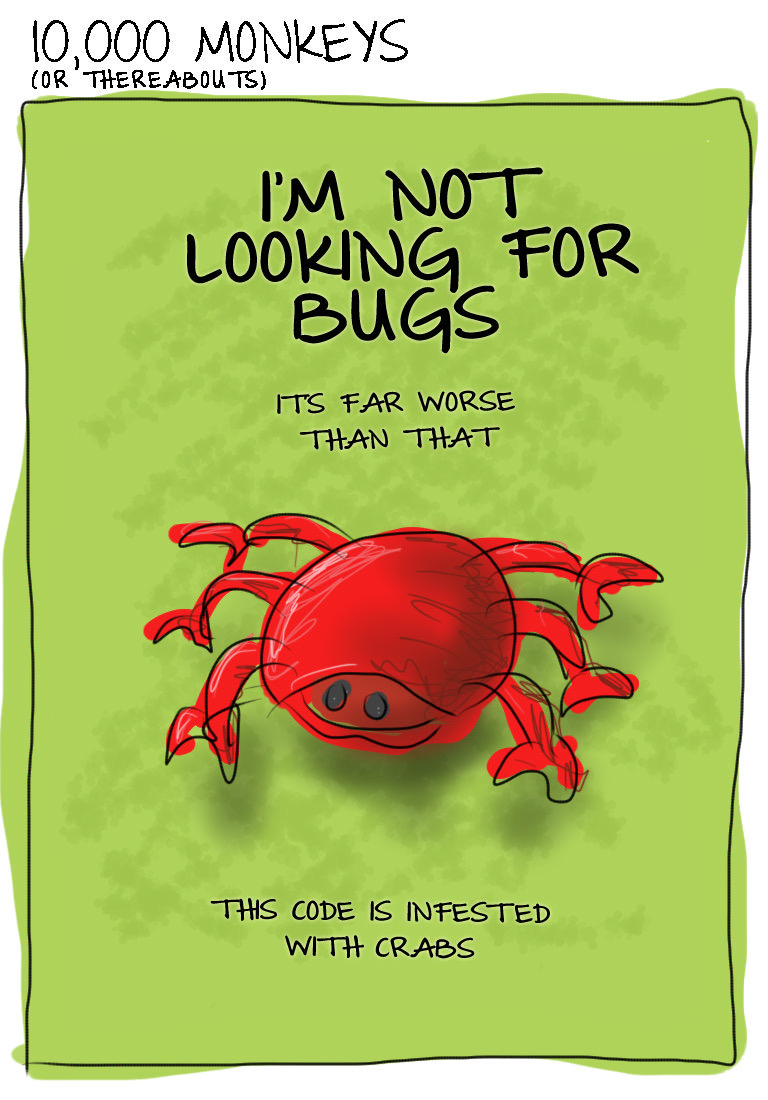 10,000 MONKEYS
(OR THEREABOUTS)
I'M NOT
LOOKING FOR
BUGS
IT'S FAR WORSE
THAN THAT
THIS CODE IS INFESTED
WITH CRABS